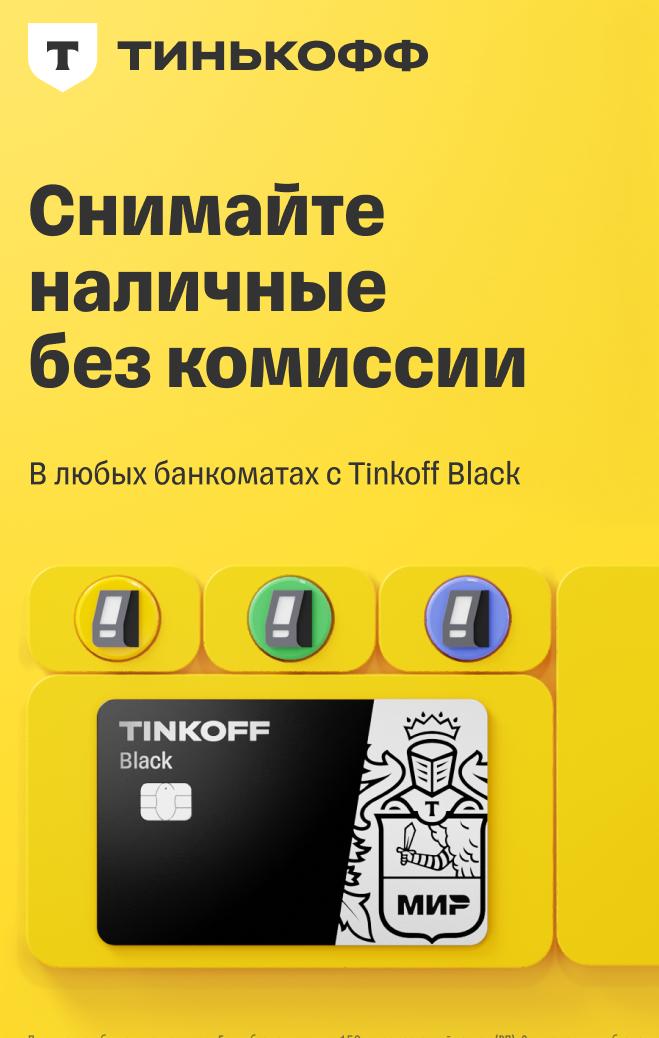 Т ТИНЬКОФФ
Снимайте
наличные
без комиссии
В любых банкоматах с Tinkoff Black
TINKOFF
Black
Т
МИР